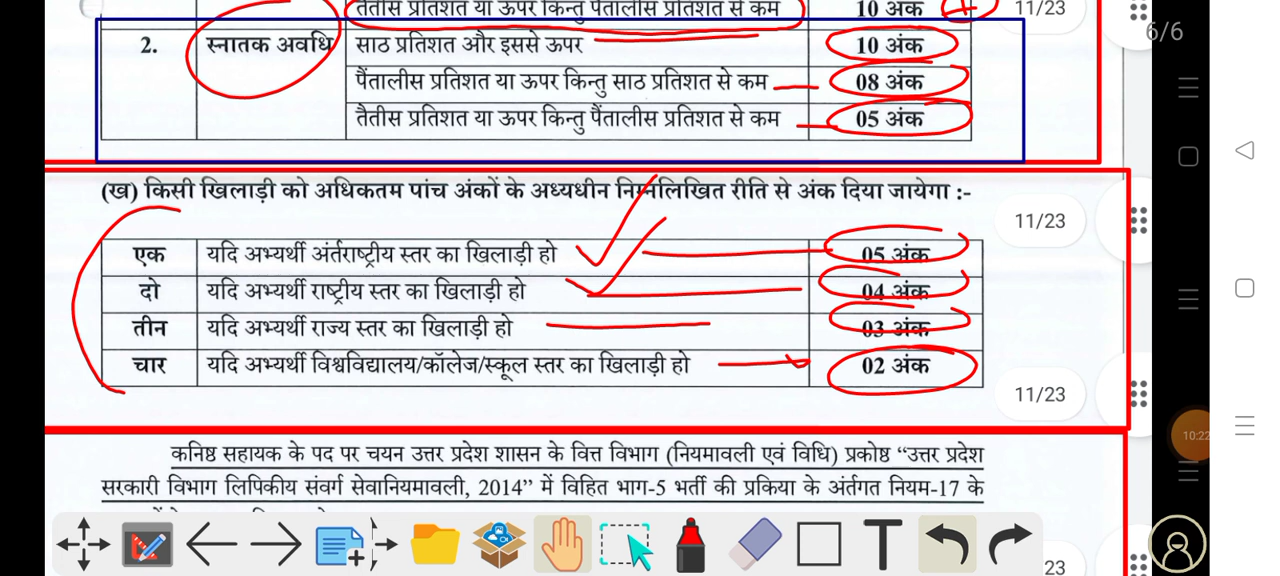 तैतीस प्रतिशत या ऊपर किन्तु पैंतालीस प्रतिशत से कम 10 अंक
11/23
6/6
2. स्नातक अवधि साठ प्रतिशत और इससे ऊपर 10 अंक
पैंतालीस प्रतिशत या ऊपर किन्तु साठ प्रतिशत से कम 08 अंक
तैतीस प्रतिशत या ऊपर किन्तु पैंतालीस प्रतिशत से कम 05 अंक
(ख) किसी खिलाड़ी को अधिकतम पांच अंकों के अध्यधीन निम्नलिखित रीति से अंक दिया जायेगा :-
11/23
एक यदि अभ्यर्थी अंर्तराष्ट्रीय स्तर का खिलाड़ी हो 05 अंक
दो यदि अभ्यर्थी राष्ट्रीय स्तर का खिलाड़ी हो 04 अंक
तीन यदि अभ्यर्थी राज्य स्तर का खिलाड़ी हो 03 अंक
चार यदि अभ्यर्थी विश्वविद्यालय/कॉलेज/स्कूल स्तर का खिलाड़ी हो 02 अंक
11/23
10:22
कनिष्ठ सहायक के पद पर चयन उत्तर प्रदेश शासन के वित्त विभाग (नियमावली एवं विधि) प्रकोष्ठ “उत्तर प्रदेश
सरकारी विभाग लिपिकीय संवर्ग सेवानियमावली, 2014” में विहित भाग-5 भर्ती की प्रकिया के अंर्तगत नियम-17 के
T
23